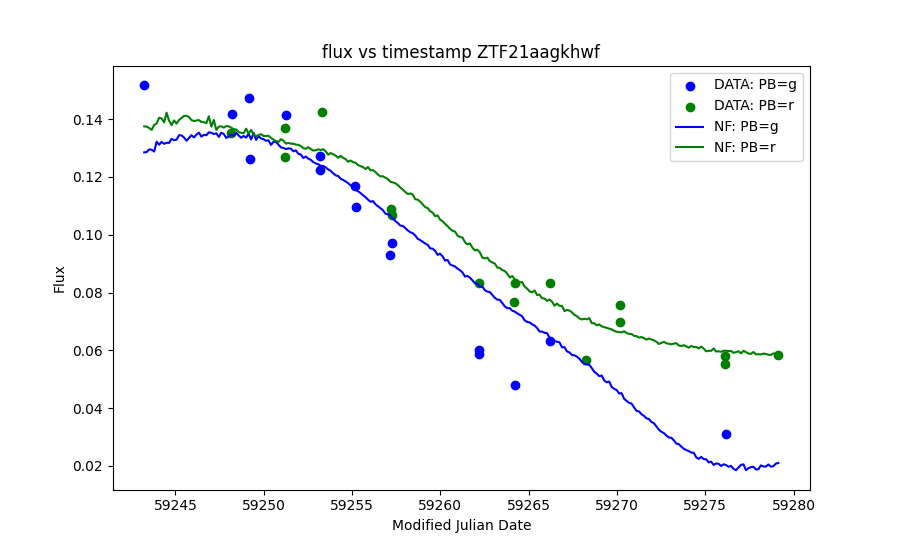 flux vs timestamp ZTF21aagkhwf
DATA: PB=g
DATA: PB=r
NF: PB=g
NF: PB=r
Flux
0.14
0.12
0.10
0.08
0.06
0.04
0.02
59245 59250 59255 59260 59265 59270 59275 59280
Modified Julian Date